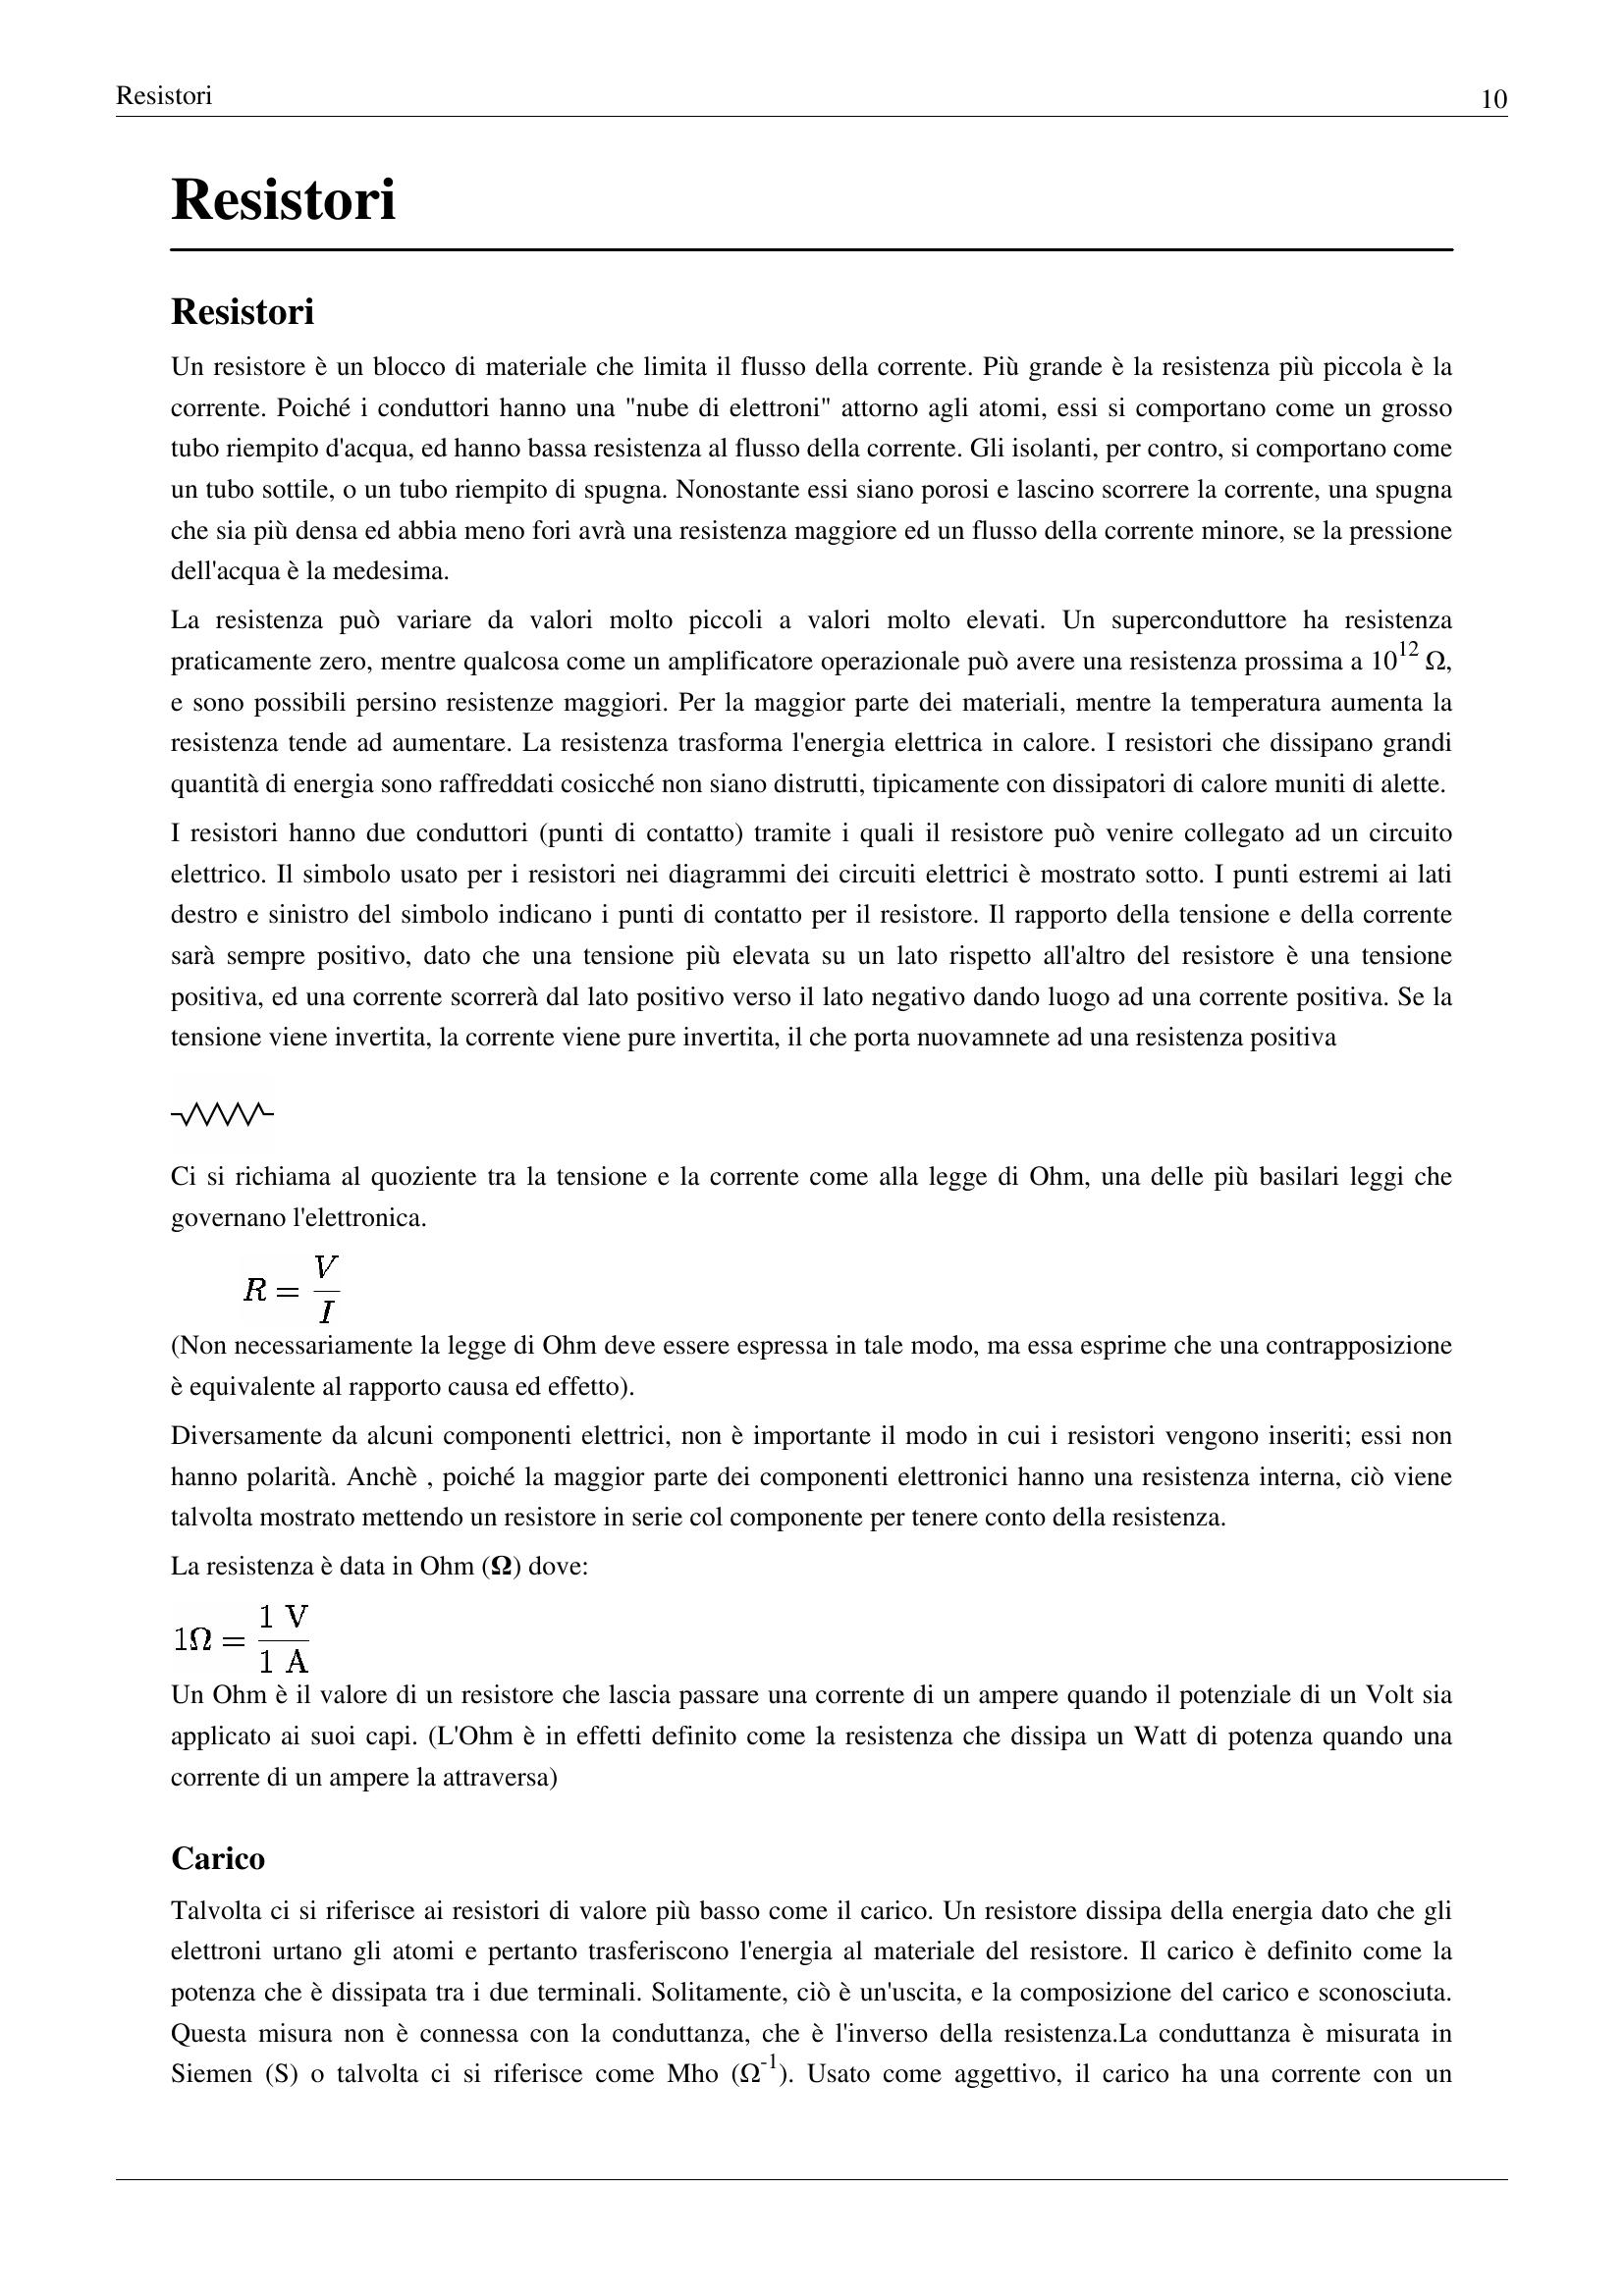 Resistori
10
Resistori
Resistori
Un resistore è un blocco di materiale che limita il flusso della corrente. Più grande è la resistenza più piccola è la
corrente. Poiché i conduttori hanno una "nube di elettroni" attorno agli atomi, essi si comportano come un grosso
tubo riempito d'acqua, ed hanno bassa resistenza al flusso della corrente. Gli isolanti, per contro, si comportano come
un tubo sottile, o un tubo riempito di spugna. Nonostante essi siano porosi e lascino scorrere la corrente, una spugna
che sia più densa ed abbia meno fori avrà una resistenza maggiore ed un flusso della corrente minore, se la pressione
dell'acqua è la medesima.
La resistenza può variare da valori molto piccoli a valori molto elevati. Un superconduttore ha resistenza
praticamente zero, mentre qualcosa come un amplificatore operazionale può avere una resistenza prossima a 10^12 Ω,
e sono possibili persino resistenze maggiori. Per la maggior parte dei materiali, mentre la temperatura aumenta la
resistenza tende ad aumentare. La resistenza trasforma l'energia elettrica in calore. I resistori che dissipano grandi
quantità di energia sono raffreddati cosicché non siano distrutti, tipicamente con dissipatori di calore muniti di alette.
I resistori hanno due conduttori (punti di contatto) tramite i quali il resistore può venire collegato ad un circuito
elettrico. Il simbolo usato per i resistori nei diagrammi dei circuiti elettrici è mostrato sotto. I punti estremi ai lati
destro e sinistro del simbolo indicano i punti di contatto per il resistore. Il rapporto della tensione e della corrente
sarà sempre positivo, dato che una tensione più elevata su un lato rispetto all'altro del resistore è una tensione
positiva, ed una corrente scorrerà dal lato positivo verso il lato negativo dando luogo ad una corrente positiva. Se la
tensione viene invertita, la corrente viene pure invertita, il che porta nuovamnete ad una resistenza positiva
Ci si richiama al quoziente tra la tensione e la corrente come alla legge di Ohm, una delle più basilari leggi che
governano l'elettronica.
R = V/I
(Non necessariamente la legge di Ohm deve essere espressa in tale modo, ma essa esprime che una contrapposizione
è equivalente al rapporto causa ed effetto).
Diversamente da alcuni componenti elettrici, non è importante il modo in cui i resistori vengono inseriti; essi non
hanno polarità. Anchè , poiché la maggior parte dei componenti elettronici hanno una resistenza interna, ciò viene
talvolta mostrato mettendo un resistore in serie col componente per tenere conto della resistenza.
La resistenza è data in Ohm (Ω) dove:
1Ω = 1 V/1 A
Un Ohm è il valore di un resistore che lascia passare una corrente di un ampere quando il potenziale di un Volt sia
applicato ai suoi capi. (L'Ohm è in effetti definito come la resistenza che dissipa un Watt di potenza quando una
corrente di un ampere la attraversa)
Carico
Talvolta ci si riferisce ai resistori di valore più basso come il carico. Un resistore dissipa della energia dato che gli
elettroni urtano gli atomi e pertanto trasferiscono l'energia al materiale del resistore. Il carico è definito come la
potenza che è dissipata tra i due terminali. Solitamente, ciò è un'uscita, e la composizione del carico e sconosciuta.
Questa misura non è connessa con la conduttanza, che è l'inverso della resistenza.La conduttanza è misurata in
Siemen (S) o talvolta ci si riferisce come Mho (Ω^-1). Usato come aggettivo, il carico ha una corrente con un